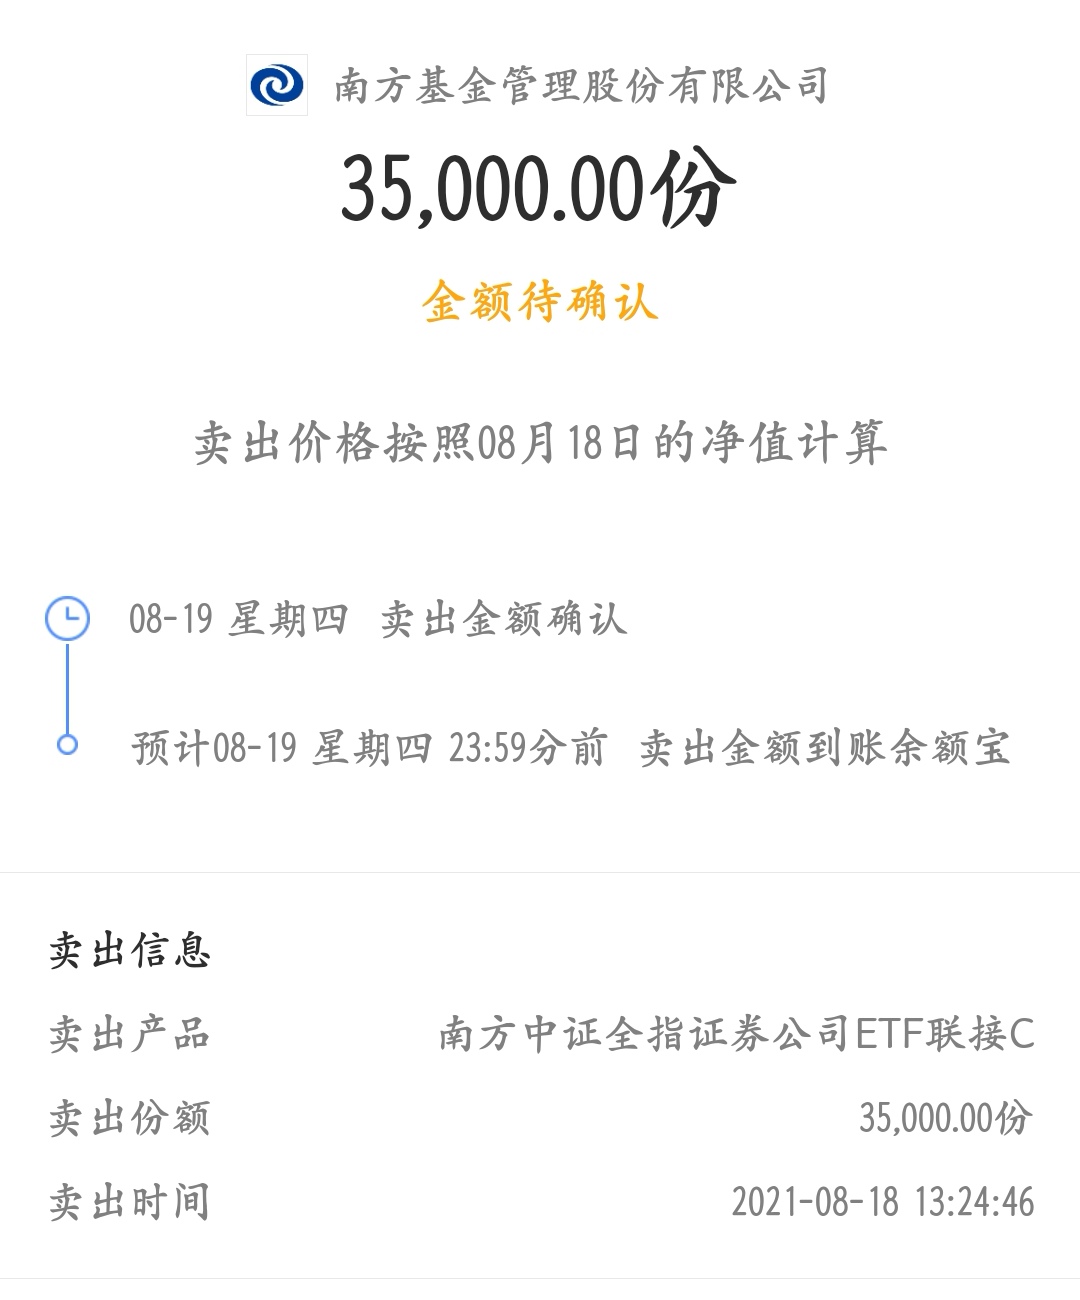 南方基金管理股份有限公司
35,000.00份
金额待确认
卖出价格按照08月18日的净值计算
08-19 星期四 卖出金额确认
预计08-19 星期四 23:59分前 卖出金额到账余额宝
卖出信息
卖出产品 南方中证全指证券公司ETF联接C
卖出份额 35,000.00份
卖出时间 2021-08-18 13:24:46